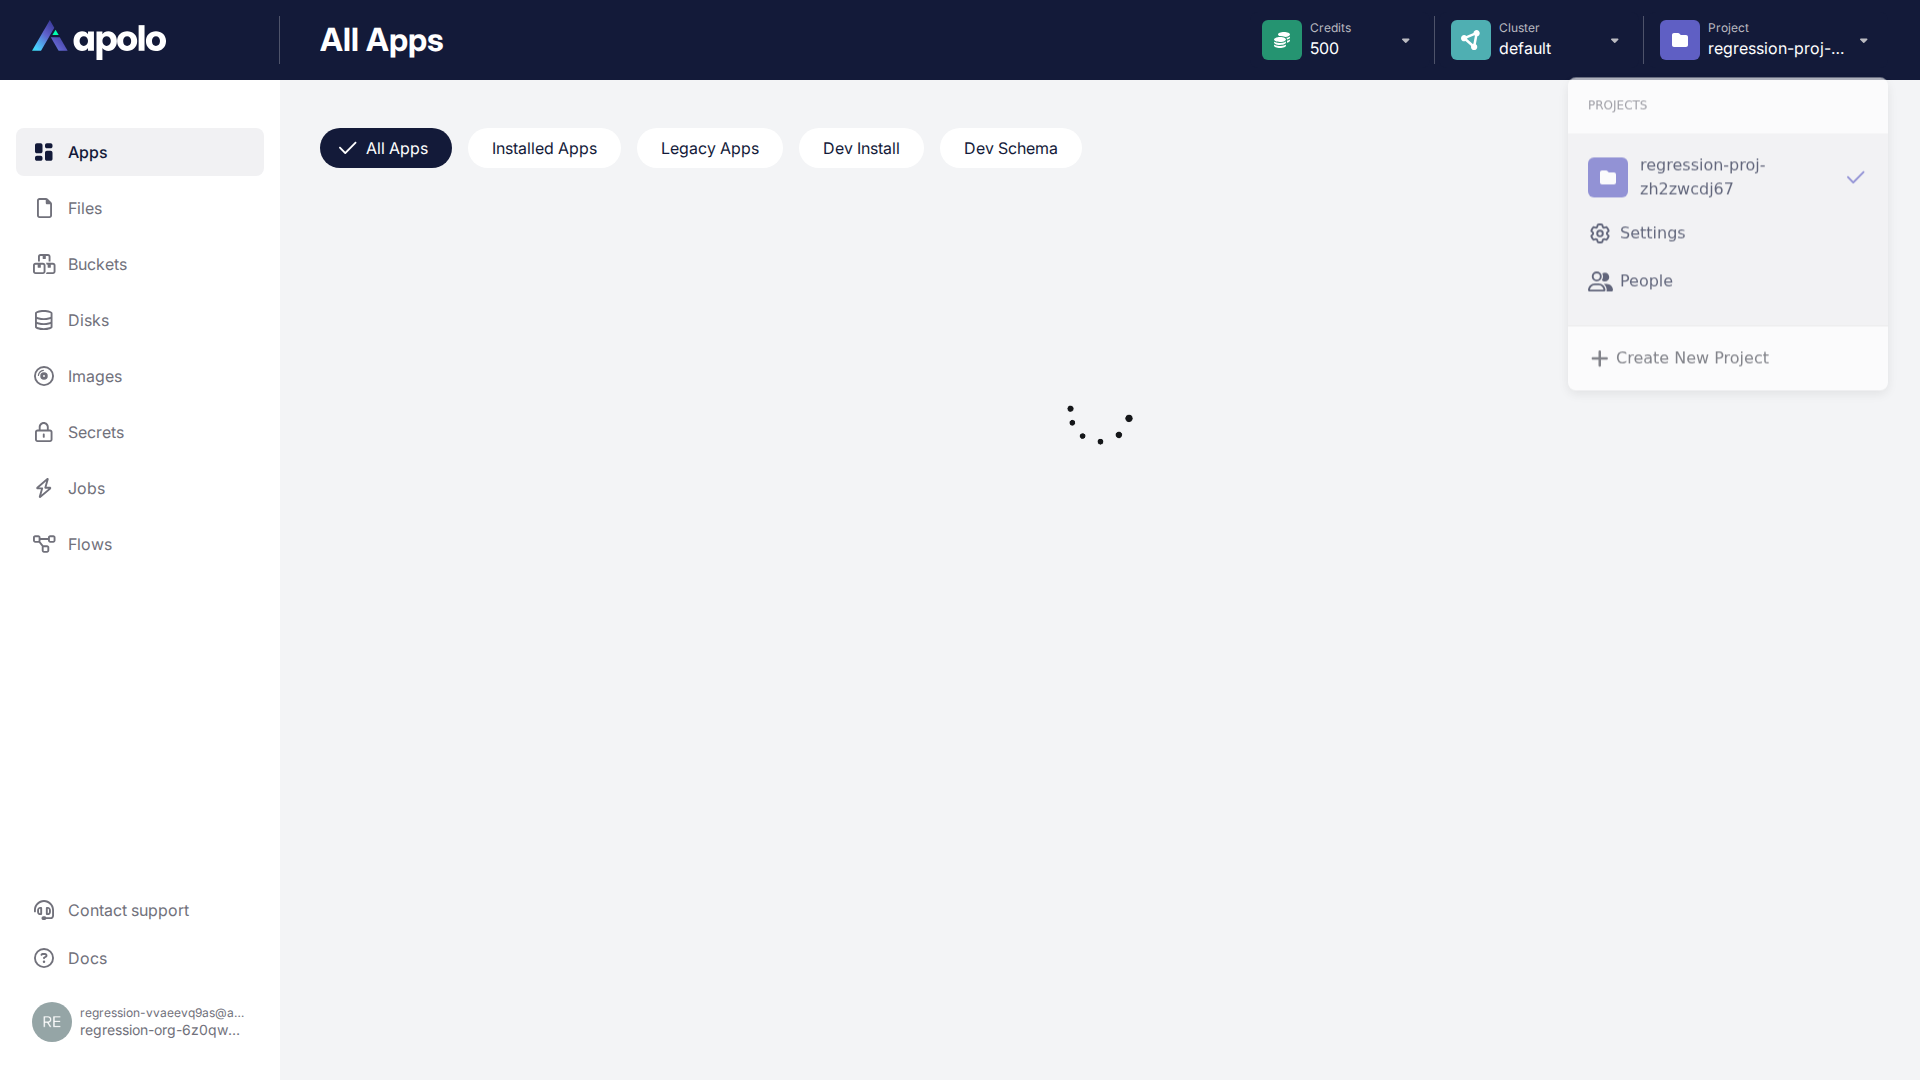 apolo
All Apps
Credits
500
Cluster
default
Project
regression-proj-...
PROJECTS
regression-proj-
zh2zwcdj67
Settings
People
Create New Project
All Apps
Installed Apps
Legacy Apps
Dev Install
Dev Schema
Apps
Files
Buckets
Disks
Images
Secrets
Jobs
Flows
Contact support
Docs
RE
regression-vvaeevq9as@a...
regression-org-6z0qw...